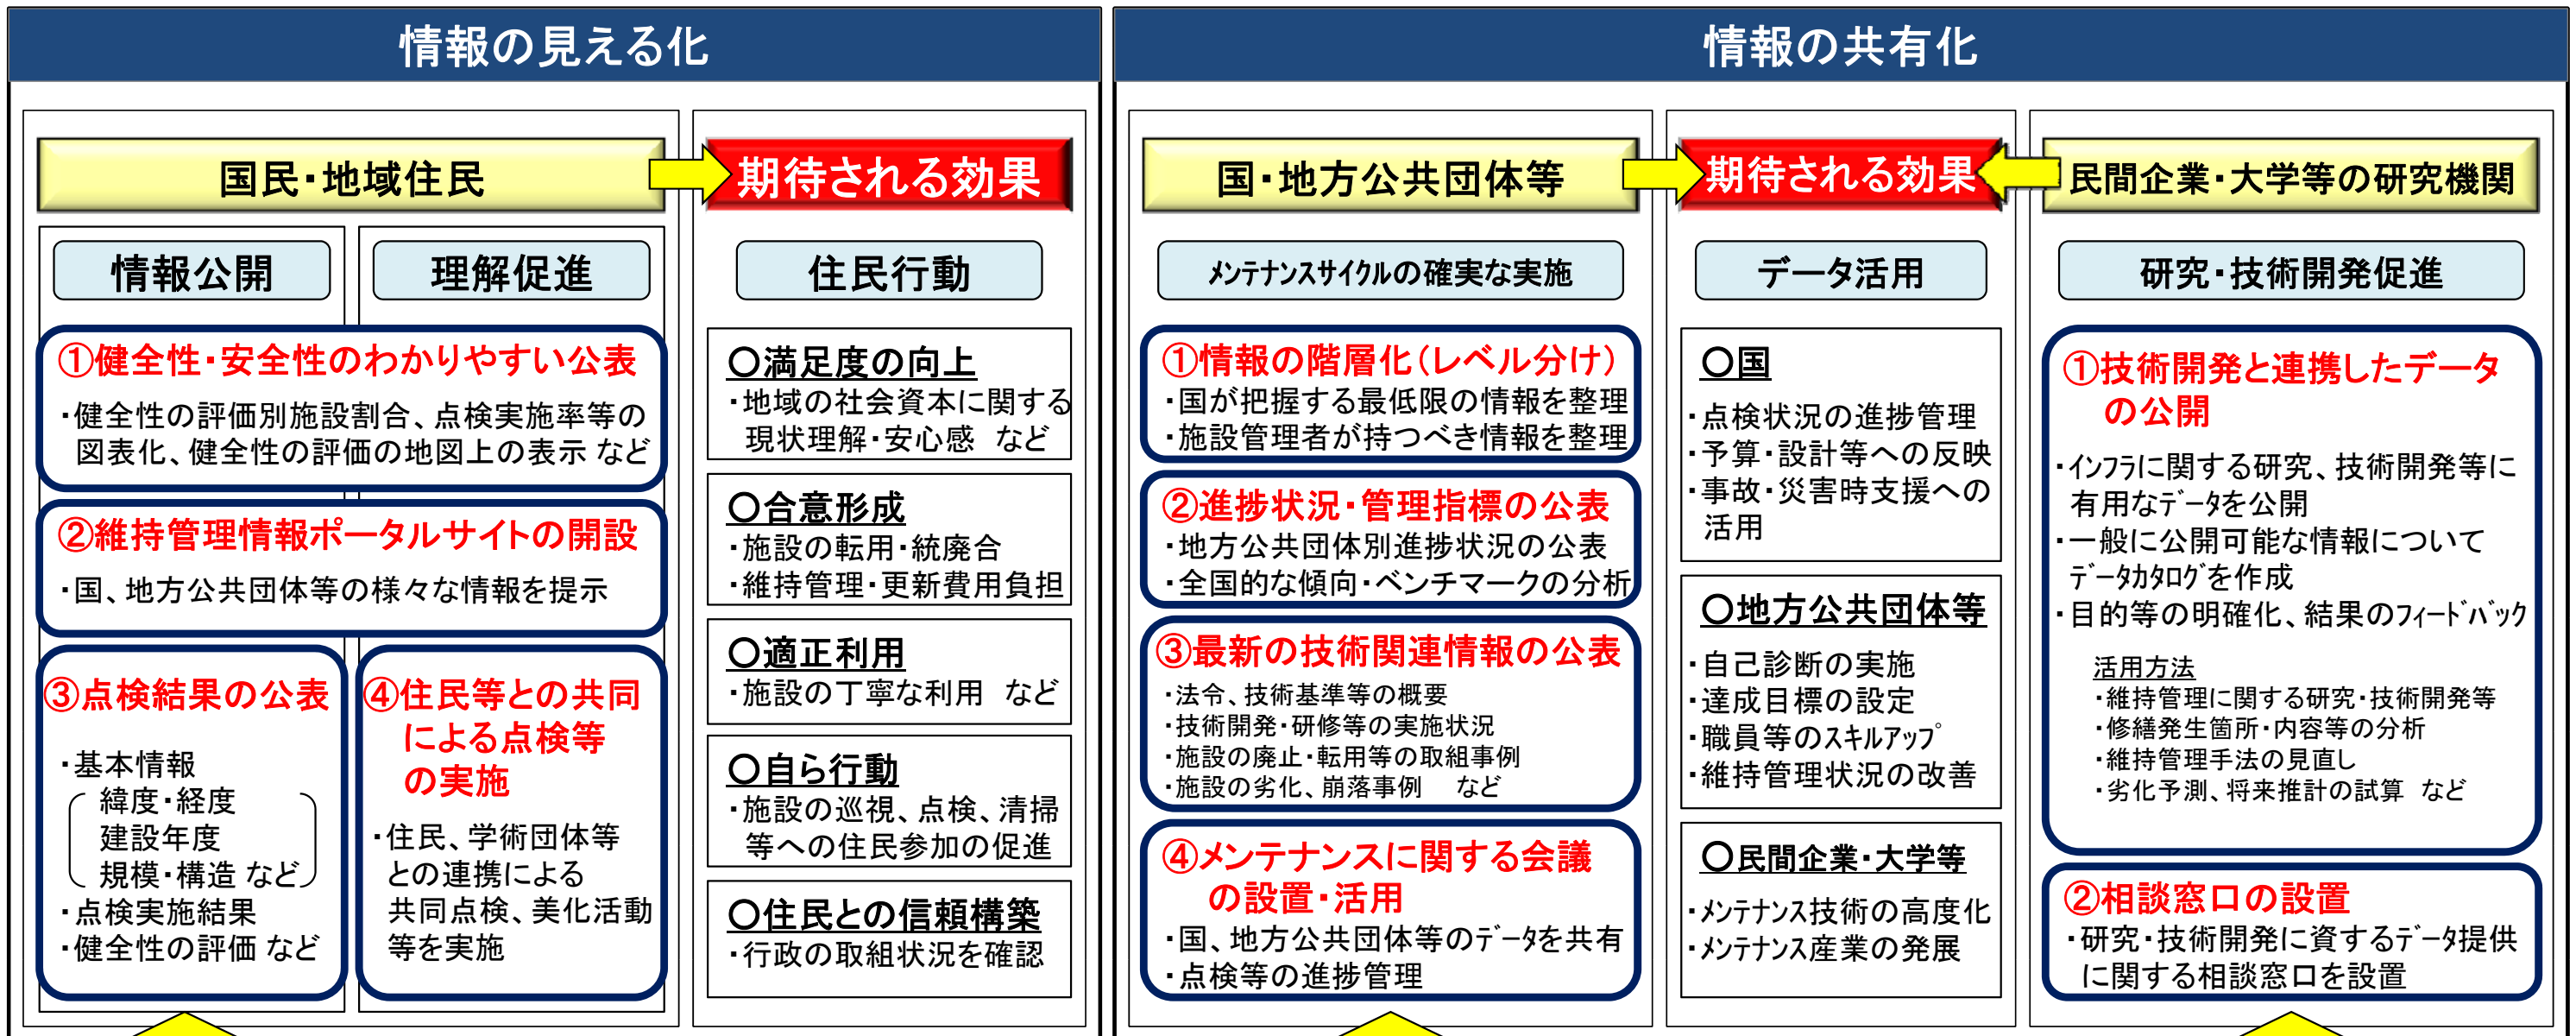 情報の見える化
国民・地域住民
期待される効果
情報公開
理解促進
住民行動
①健全性・安全性のわかりやすい公表
・健全性の評価別施設割合、点検実施率等の
図表化、健全性の評価の地図上の表示 など
②維持管理情報ポータルサイトの開設
・国、地方公共団体等の様々な情報を提示
③点検結果の公表
・基本情報
緯度・経度
建設年度
規模・構造 など
・点検実施結果
・健全性の評価 など
④住民等との共同
による点検等
の実施
・住民、学術団体等
との連携による
共同点検、美化活動
等を実施
○満足度の向上
・地域の社会資本に関する
現状理解・安心感 など
○合意形成
・施設の転用・統廃合
・維持管理・更新費用負担
○適正利用
・施設の丁寧な利用 など
○自ら行動
・施設の巡視、点検、清掃
等への住民参加の促進
○住民との信頼構築
・行政の取組状況を確認
情報の共有化
国・地方公共団体等
期待される効果
民間企業・大学等の研究機関
メンテナンスサイクルの確実な実施
データ活用
研究・技術開発促進
①情報の階層化（レベル分け）
・国が把握する最低限の情報を整理
・施設管理者が持つべき情報を整理
②進捗状況・管理指標の公表
・地方公共団体別進捗状況の公表
・全国的な傾向・ベンチマークの分析
③最新の技術関連情報の公表
・法令、技術基準等の概要
・技術開発・研修等の実施状況
・施設の廃止・転用等の取組事例
・施設の劣化、崩落事例 など
④メンテナンスに関する会議
の設置・活用
・国、地方公共団体等のデータを共有
・点検等の進捗管理
○国
・点検状況の進捗管理
・予算・設計等への反映
・事故・災害時支援への
活用
○地方公共団体等
・自己診断の実施
・達成目標の設定
・職員等のスキルアップ
・維持管理状況の改善
○民間企業・大学等
・メンテナンス技術の高度化
・メンテナンス産業の発展
①技術開発と連携したデータ
の公開
・インフラに関する研究、技術開発等に
有用なデータを公開
・一般に公開可能な情報について
データカタログを作成
・目的等の明確化、結果のフィードバック
活用方法
・維持管理に関する研究・技術開発等
・修繕発生箇所・内容等の分析
・維持管理手法の見直し
・劣化予測、将来推計の試算 など
②相談窓口の設置
・研究・技術開発に資するデータ提供
に関する相談窓口を設置